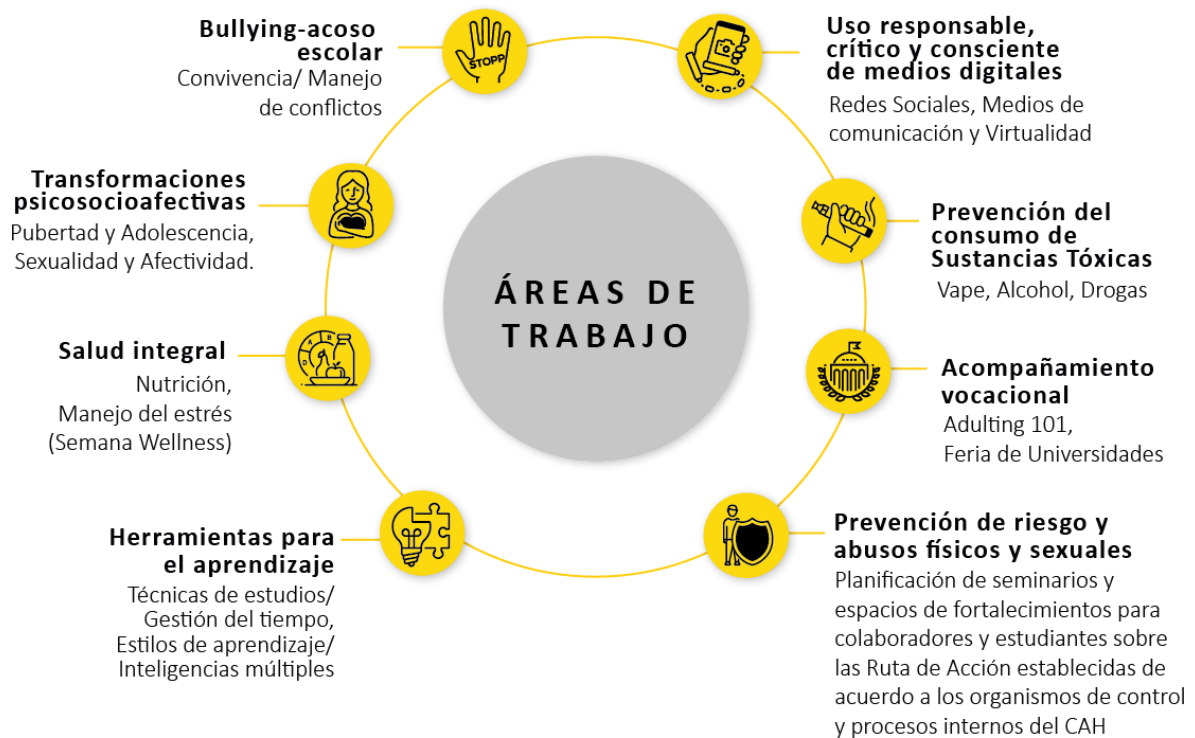 Bullying-acoso
escolar
Convivencia/ Manejo
de conflictos
STOPP
Uso responsable,
crítico y consciente
de medios digitales
Redes Sociales, Medios de
comunicación y Virtualidad
Transformaciones
psicosocioafectivas
Pubertad y Adolescencia,
Sexualidad y Afectividad.
Prevención del
consumo de
Sustancias Tóxicas
Vape, Alcohol, Drogas
ÁREAS DE
TRABAJO
Salud integral
Nutrición,
Manejo del estrés
(Semana Wellness)
Acompañamiento
vocacional
Adulting 101,
Feria de Universidades
Herramientas para
el aprendizaje
Técnicas de estudios/
Gestión del tiempo,
Estilos de aprendizaje/
Inteligencias múltiples
Prevención de riesgo y
abusos físicos y sexuales
Planificación de seminarios y
espacios de fortalecimientos para
colaboradores y estudiantes sobre
las Ruta de Acción establecidas de
acuerdo a los organismos de control
y procesos internos del CAH